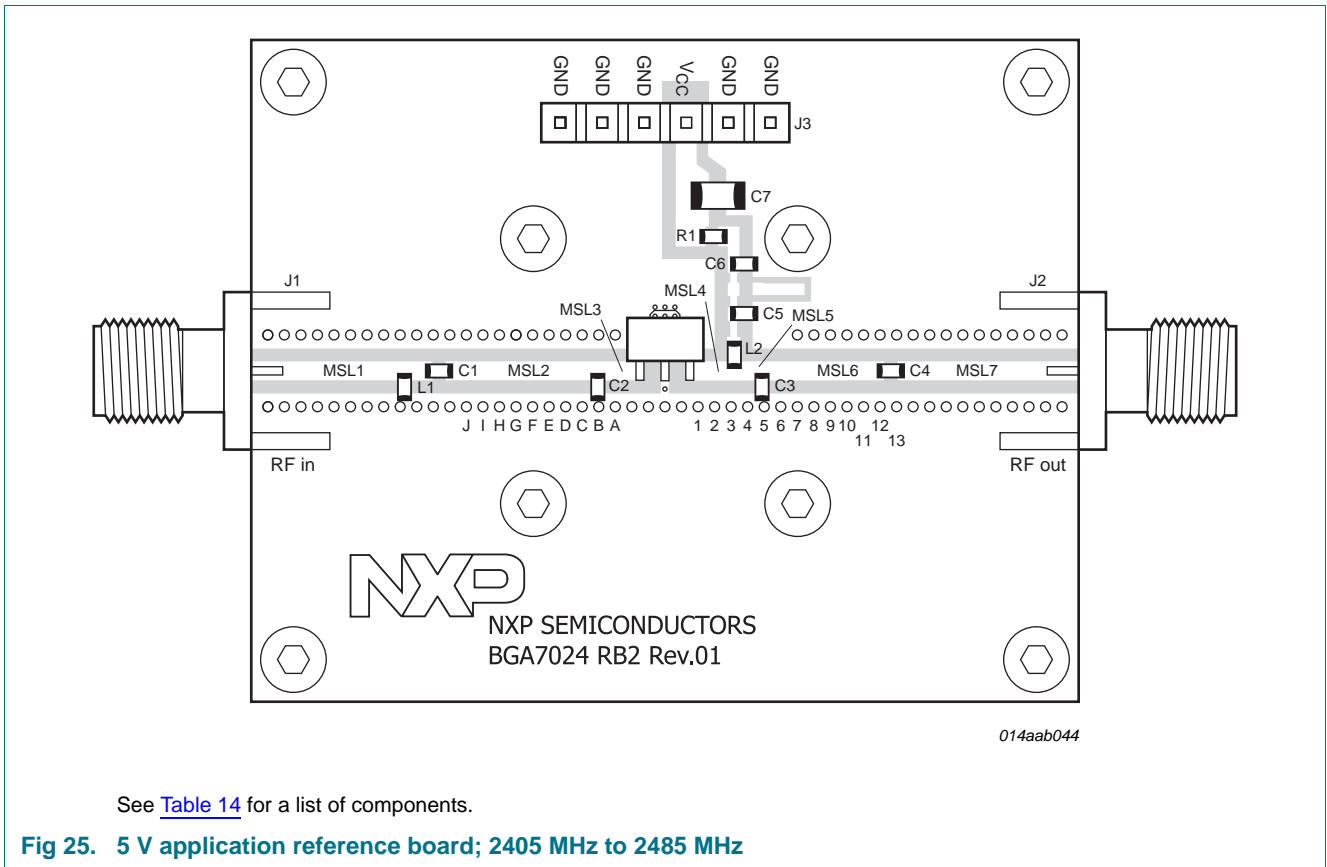 GND GND GND VCC GND GND
J3
C7
R1
C6
J1 MSL4 J2
MSL3 C5 MSL5
L2
MSL1 C1 MSL2 MSL6 C4 MSL7
L1 C2 C3
J I H G F E D C B A 1 2 3 4 5 6 7 8 9 10 12
11 13
RF in RF out
NXP
NXP SEMICONDUCTORS
BGA7024 RB2 Rev.01
014aab044
See Table 14 for a list of components.
Fig 25. 5 V application reference board; 2405 MHz to 2485 MHz